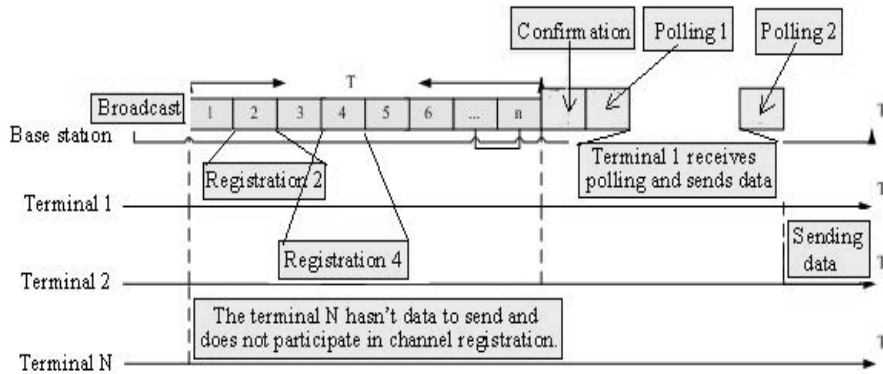 Confirmation
Polling 1
Polling 2
T
Broadcast
1 2 3 4 5 6 ... n
T
Base station
Registration 2
Terminal 1 receives
polling and sends data
Terminal 1
T
Registration 4
Sending
data
Terminal 2
T
The terminal N hasn't data to send and
does not participate in channel registration.
Terminal N
T